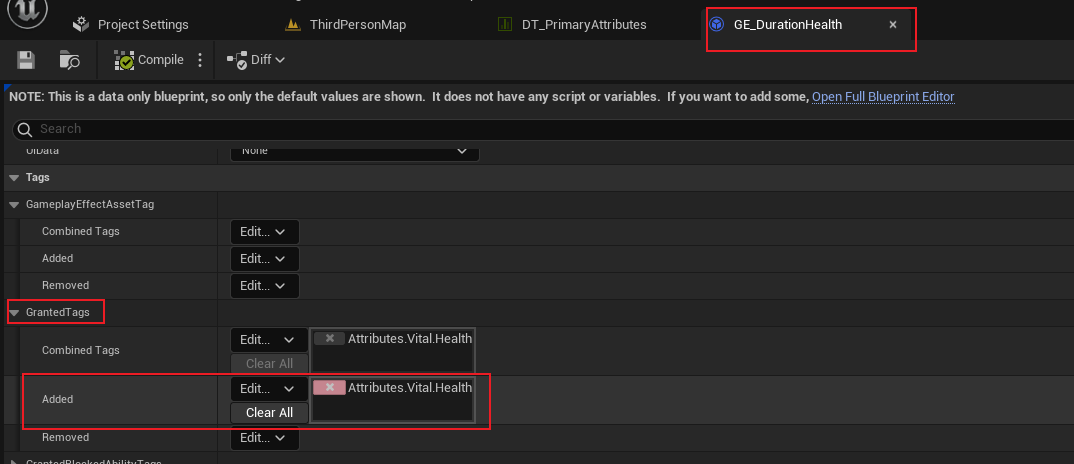 Project Settings ThirdPersonMap DT_PrimaryAttributes GE_DurationHealth
Compile Diff
NOTE: This is a data only blueprint, so only the default values are shown. It does not have any script or variables. If you want to add some, Open Full Blueprint Editor
Search
UIData None
Tags
GameplayEffectAssetTag
Combined Tags Edit...
Added Edit...
Removed Edit...
GrantedTags
Combined Tags Edit... Attributes.Vital.Health
Clear All
Added Edit... Attributes.Vital.Health
Clear All
Removed Edit...
GrantedBlockedAbilityTags